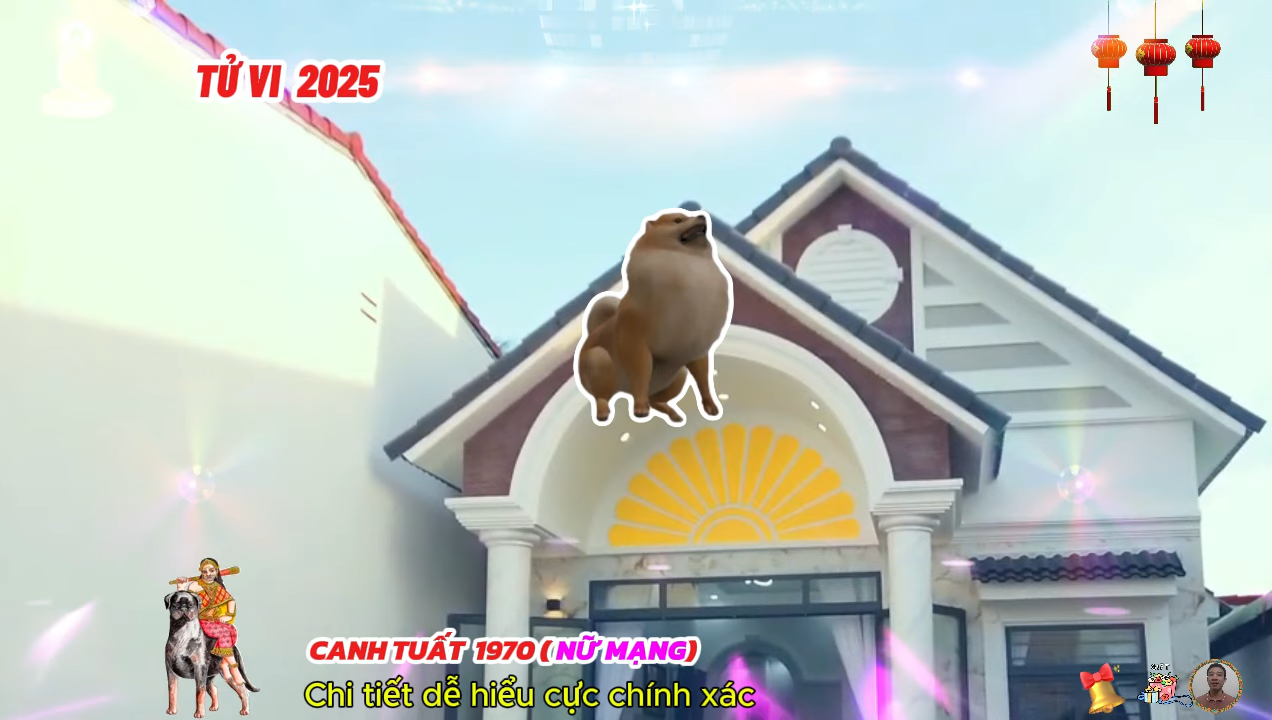 TỬ VI 2025
CANH TUẤT 1970 ( NỮ MẠNG)
Chi tiết dễ hiểu cực chính xác